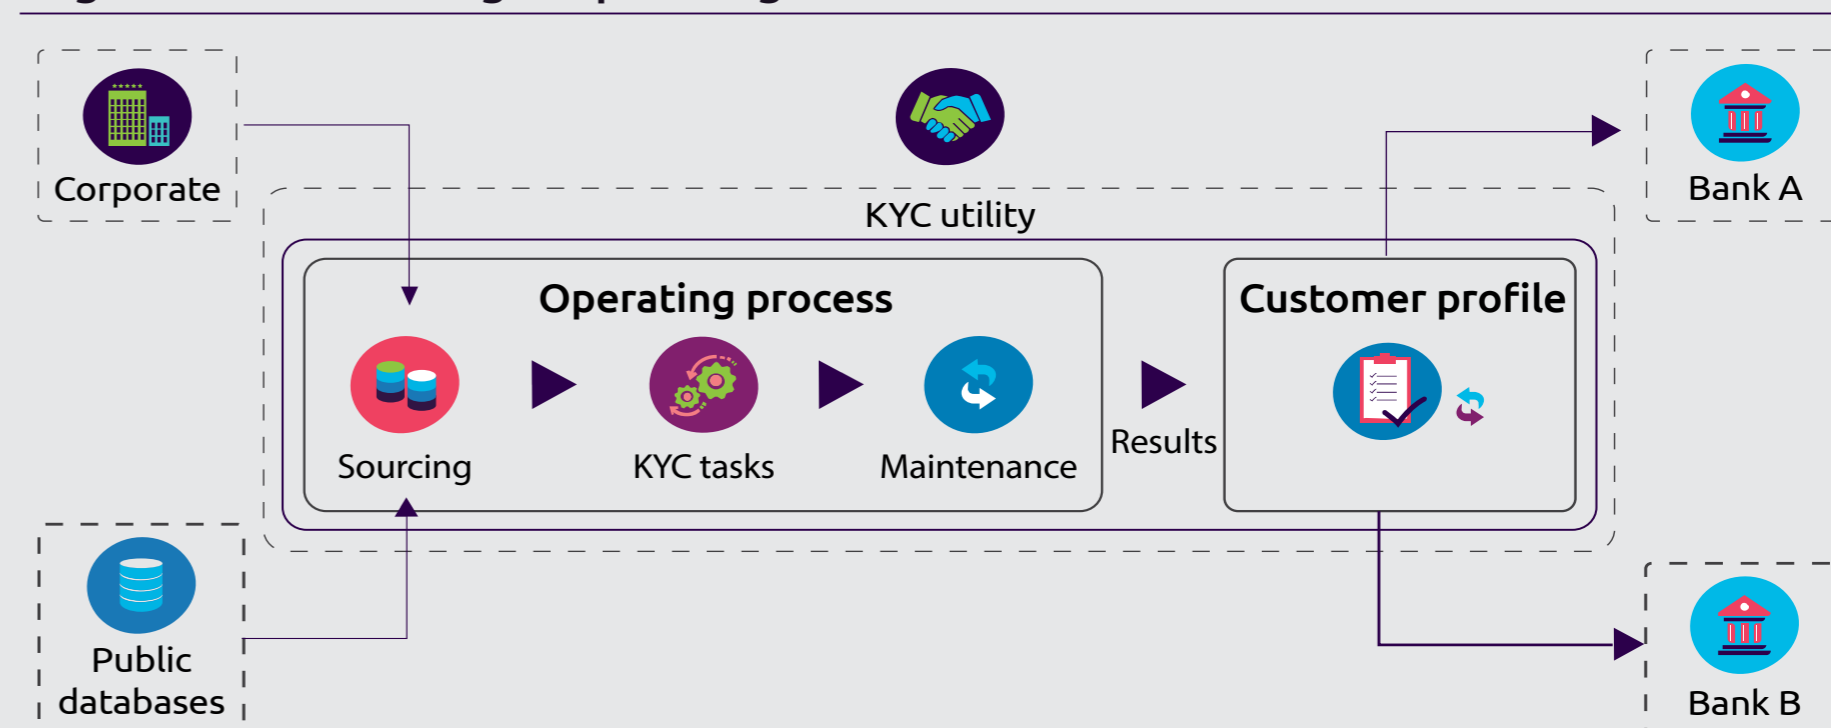 Corporate
KYC utility
Bank A
Operating process
Customer profile
Sourcing
KYC tasks
Maintenance
Results
Public
databases
Bank B